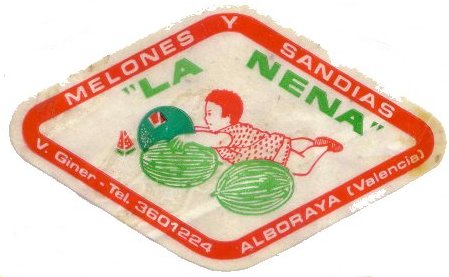 MELONES Y SANDIAS
"LA NENA"
V. Giner - Tel. 3601224
ALBORAYA (Valencia)